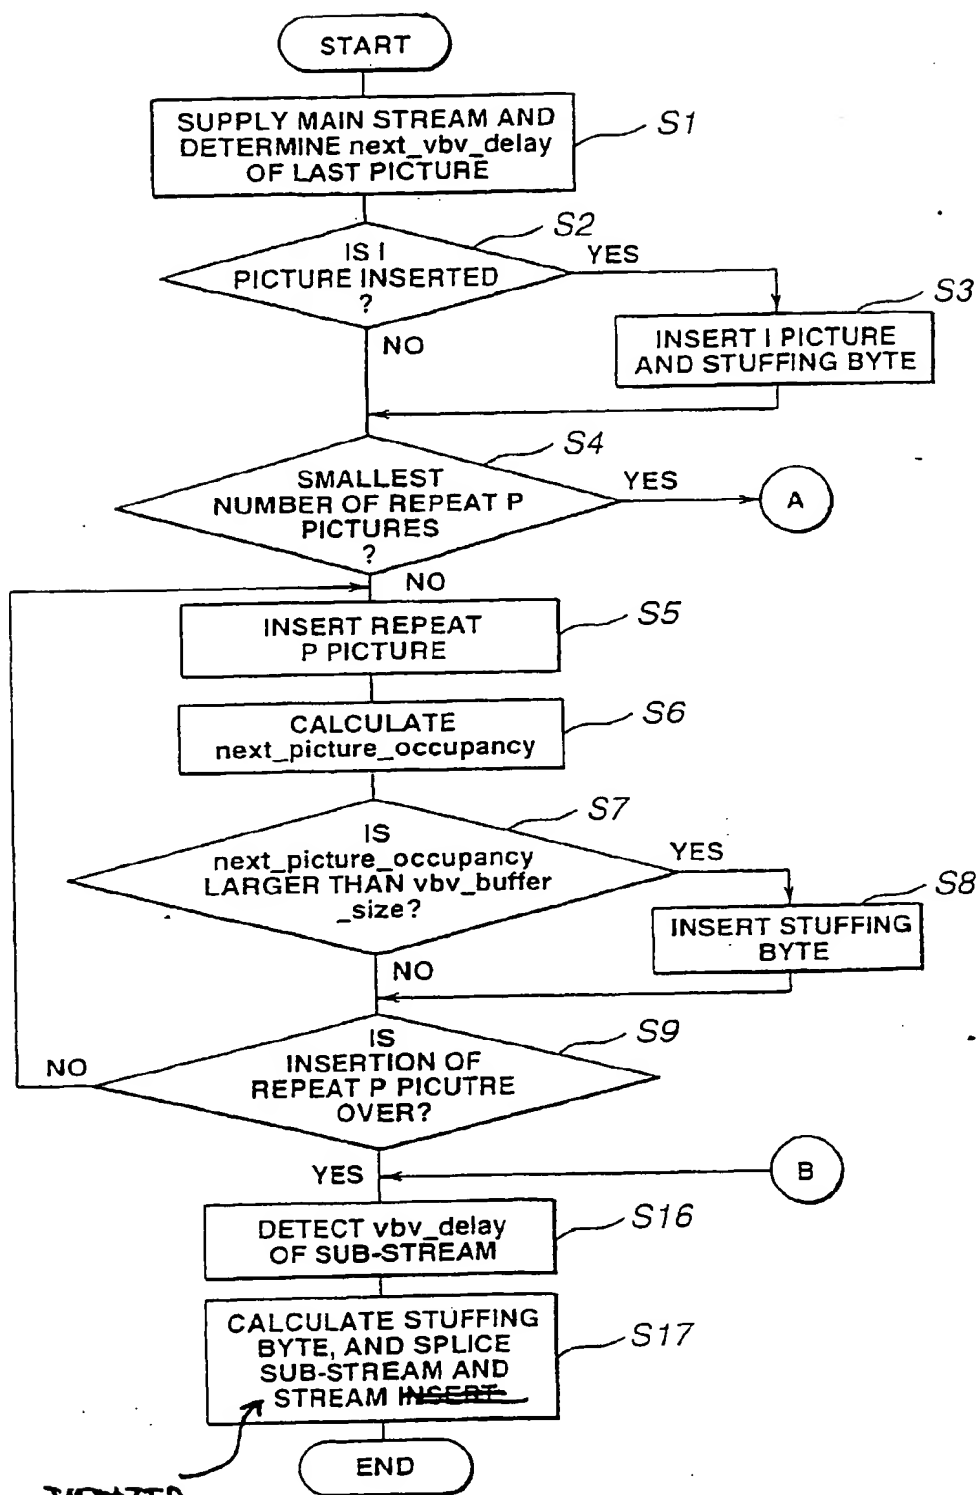 START
SUPPLY MAIN STREAM AND
DETERMINE next_vbv_delay
OF LAST PICTURE
S1
IS I
PICTURE INSERTED
?
S2
YES
NO
INSERT I PICTURE
AND STUFFING BYTE
S3
SMALLEST
NUMBER OF REPEAT P
PICTURES
?
S4
YES
A
NO
INSERT REPEAT
P PICTURE
S5
CALCULATE
next_picture_occupancy
S6
IS
next_picture_occupancy
LARGER THAN vbv_buffer
_size?
S7
YES
INSERT STUFFING
BYTE
S8
NO
IS
INSERTION OF
REPEAT P PICUTRE
OVER?
S9
NO
YES
B
DETECT vbv_delay
OF SUB-STREAM
S16
CALCULATE STUFFING
BYTE, AND SPLICE
SUB-STREAM AND
STREAM INSERT
S17
END